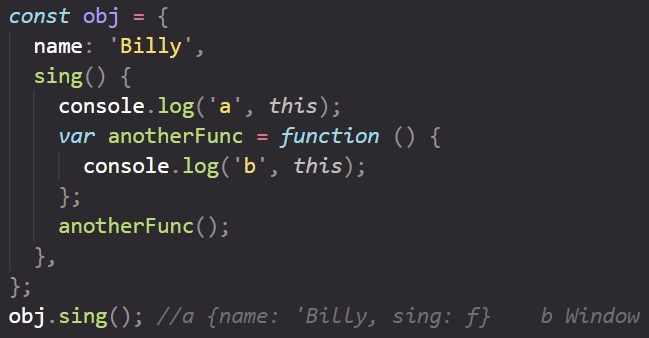 const obj = {
  name: 'Billy',
  sing() {
    console.log('a', this);
    var anotherFunc = function () {
      console.log('b', this);
    };
    anotherFunc();
  },
};
obj.sing(); //a {name: 'Billy, sing: ƒ}    b Window